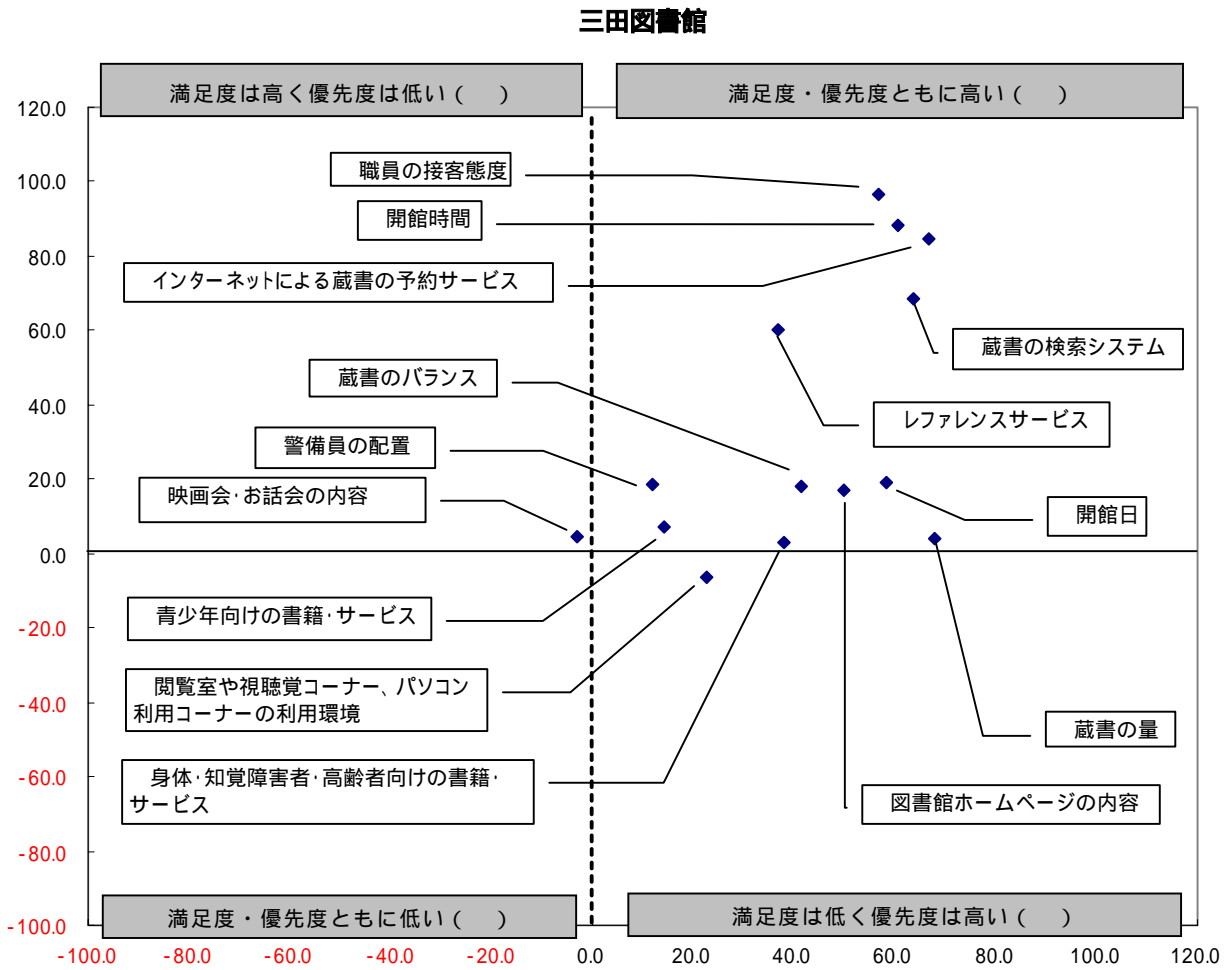 三田図書館
満足度は高く優先度は低い（　）
満足度・優先度ともに高い（　）
120.0
100.0
80.0
60.0
40.0
20.0
0.0
-20.0
-40.0
-60.0
-80.0
-100.0
職員の接客態度
開館時間
インターネットによる蔵書の予約サービス
蔵書の検索システム
蔵書のバランス
レファレンスサービス
警備員の配置
映画会・お話会の内容
開館日
青少年向けの書籍・サービス
閲覧室や視聴覚コーナー、パソコン
利用コーナーの利用環境
蔵書の量
身体・知覚障害者・高齢者向けの書籍・
サービス
図書館ホームページの内容
満足度・優先度ともに低い（　）
満足度は低く優先度は高い（　）
-100.0 -80.0 -60.0 -40.0 -20.0 0.0 20.0 40.0 60.0 80.0 100.0 120.0